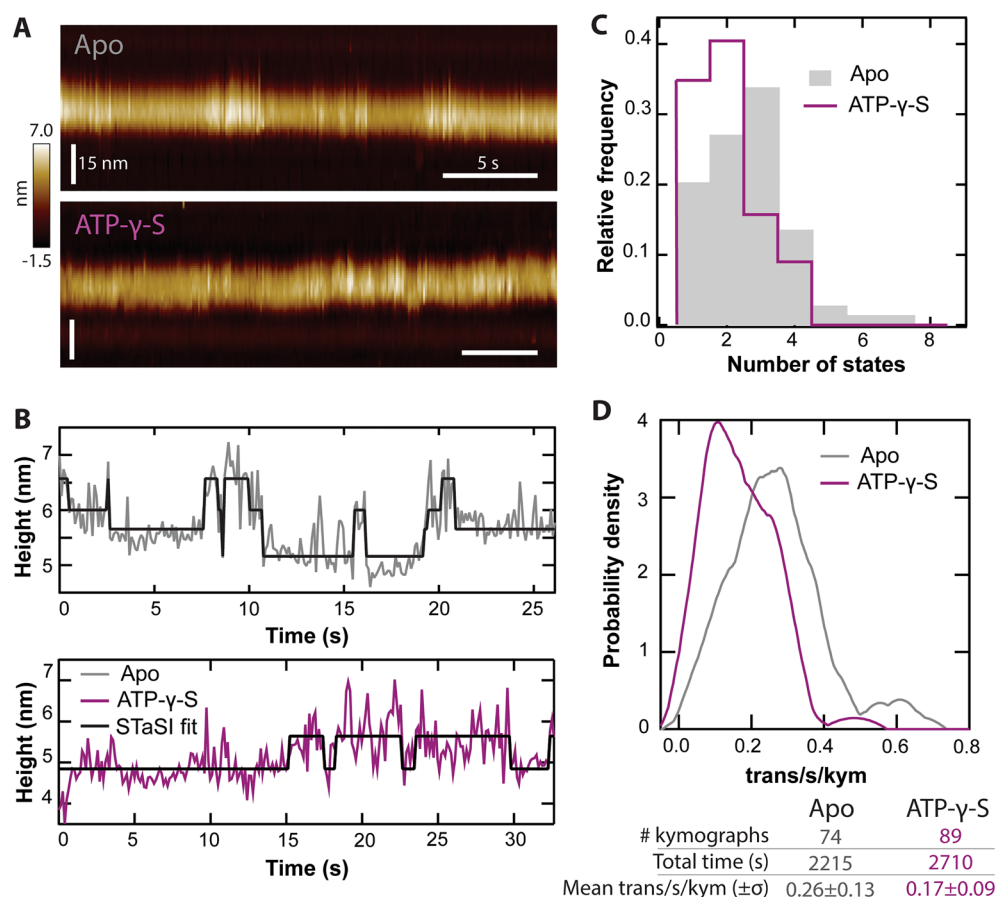 A
Apo
7.0
nm
-1.5
15 nm
5 s
ATP-γ-S
B
Height (nm)
7
6
5
0 5 10 15 20 25
Time (s)
Height (nm)
7
6
5
4
Apo
ATP-γ-S
STaSI fit
0 5 10 15 20 25 30
Time (s)
C
Relative frequency
0.4
0.3
0.2
0.1
0.0
Apo
ATP-γ-S
2 4 6 8
Number of states
D
Probability density
4
3
2
4
0
Apo
ATP-γ-S
0.0 0.2 0.4 0.6 0.8
trans/s/kym
Apo ATP-γ-S
# kymographs 74 89
Total time (s) 2215 2710
Mean trans/s/kym (±σ) 0.26±0.13 0.17±0.09